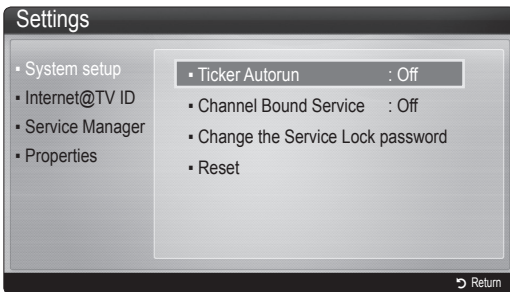 Settings
▪ System setup
▪ Internet@TV ID
▪ Service Manager
▪ Properties
▪ Ticker Autorun : Off
▪ Channel Bound Service : Off
▪ Change the Service Lock password
▪ Reset
Return